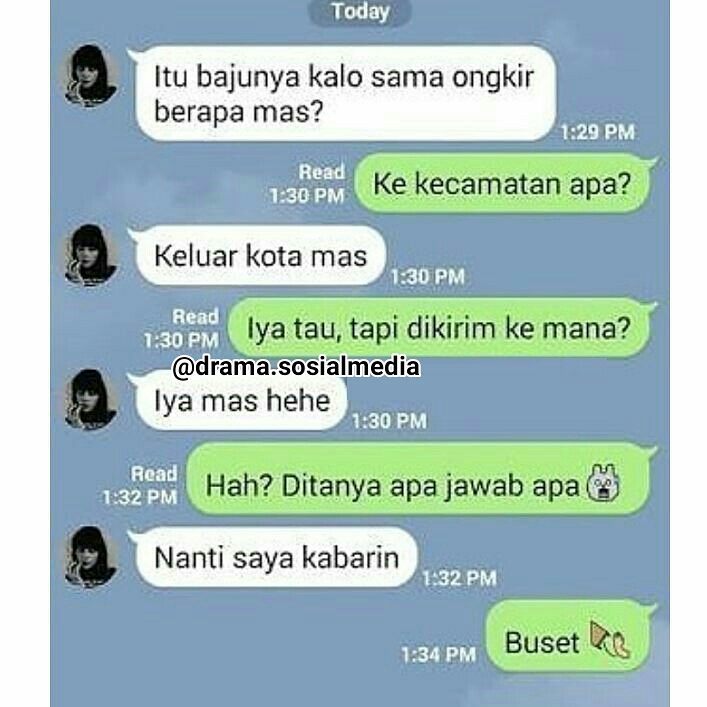 Today
Itu bajunya kalo sama ongkir
berapa mas?
1:29 PM
Read
1:30 PM
Ke kecamatan apa?
Keluar kota mas
1:30 PM
Read
1:30 PM
Iya tau, tapi dikirim ke mana?
@drama.sosialmedia
Iya mas hehe
1:30 PM
Read
1:32 PM
Hah? Ditanya apa jawab apa
Nanti saya kabarin
1:32 PM
Buset
1:34 PM